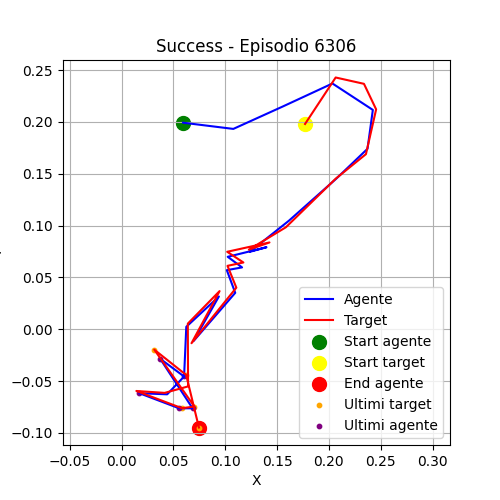 Success - Episodio 6306
0.25
0.20
0.15
0.10
0.05
0.00
−0.05
−0.10
Agente
Target
Start agente
Start target
End agente
Ultimi target
Ultimi agente
−0.05 0.00 0.05 0.10 0.15 0.20 0.25 0.30
X